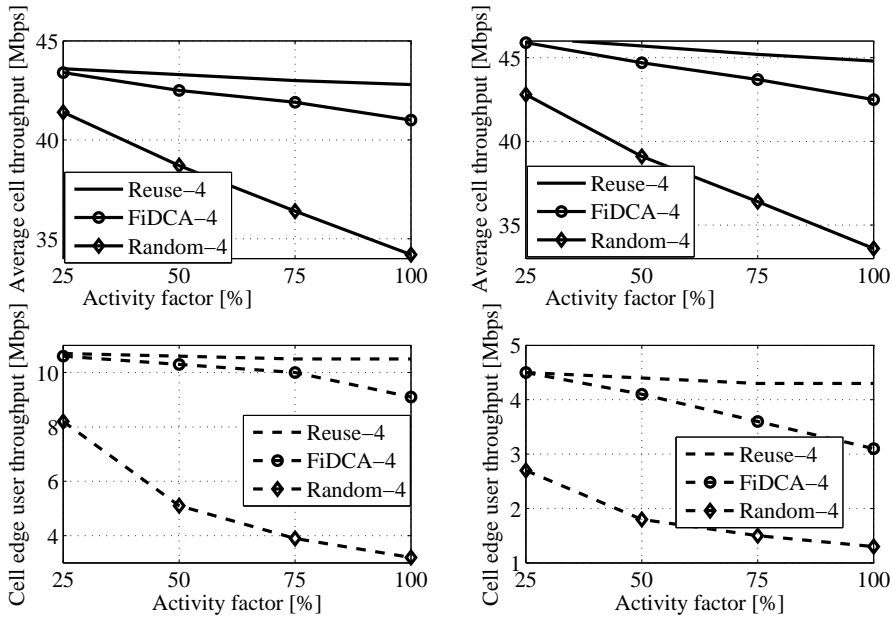 Average cell throughput [Mbps]
45
41
35
Reuse−4
FiDCA−4
Random−4
25
50
75
100
Activity factor [%]
Average cell throughput [Mbps]
45
40
35
Reuse−4
FiDCA−4
Random−4
25
50
75
100
Activity factor [%]
Cell edge user throughput [Mbps]
10
8
6
4
Reuse−4
FiDCA−4
Random−4
25
50
75
100
Activity factor [%]
Cell edge user throughput [Mbps]
5
4
3
2
1
Reuse−4
FiDCA−4
Random−4
25
50
75
100
Activity factor [%]